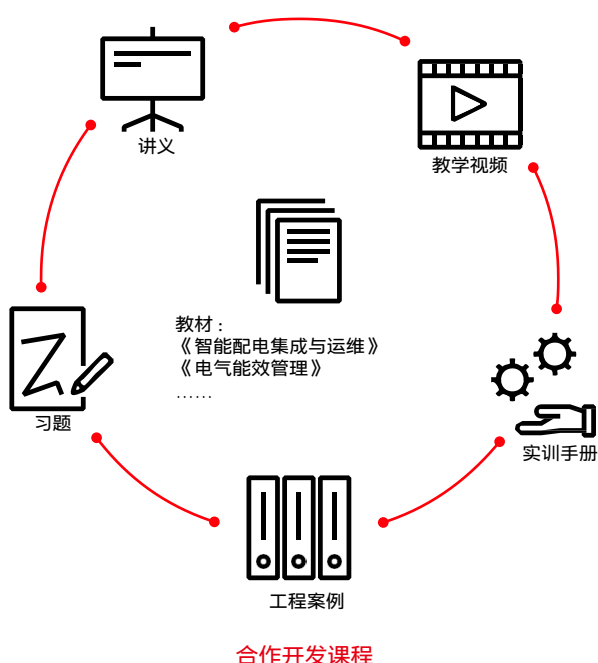 讲义
教学视频
教材：
《智能配电集成与运维》
《电气能效管理》
……
习题
实训手册
工程案例
合作开发课程